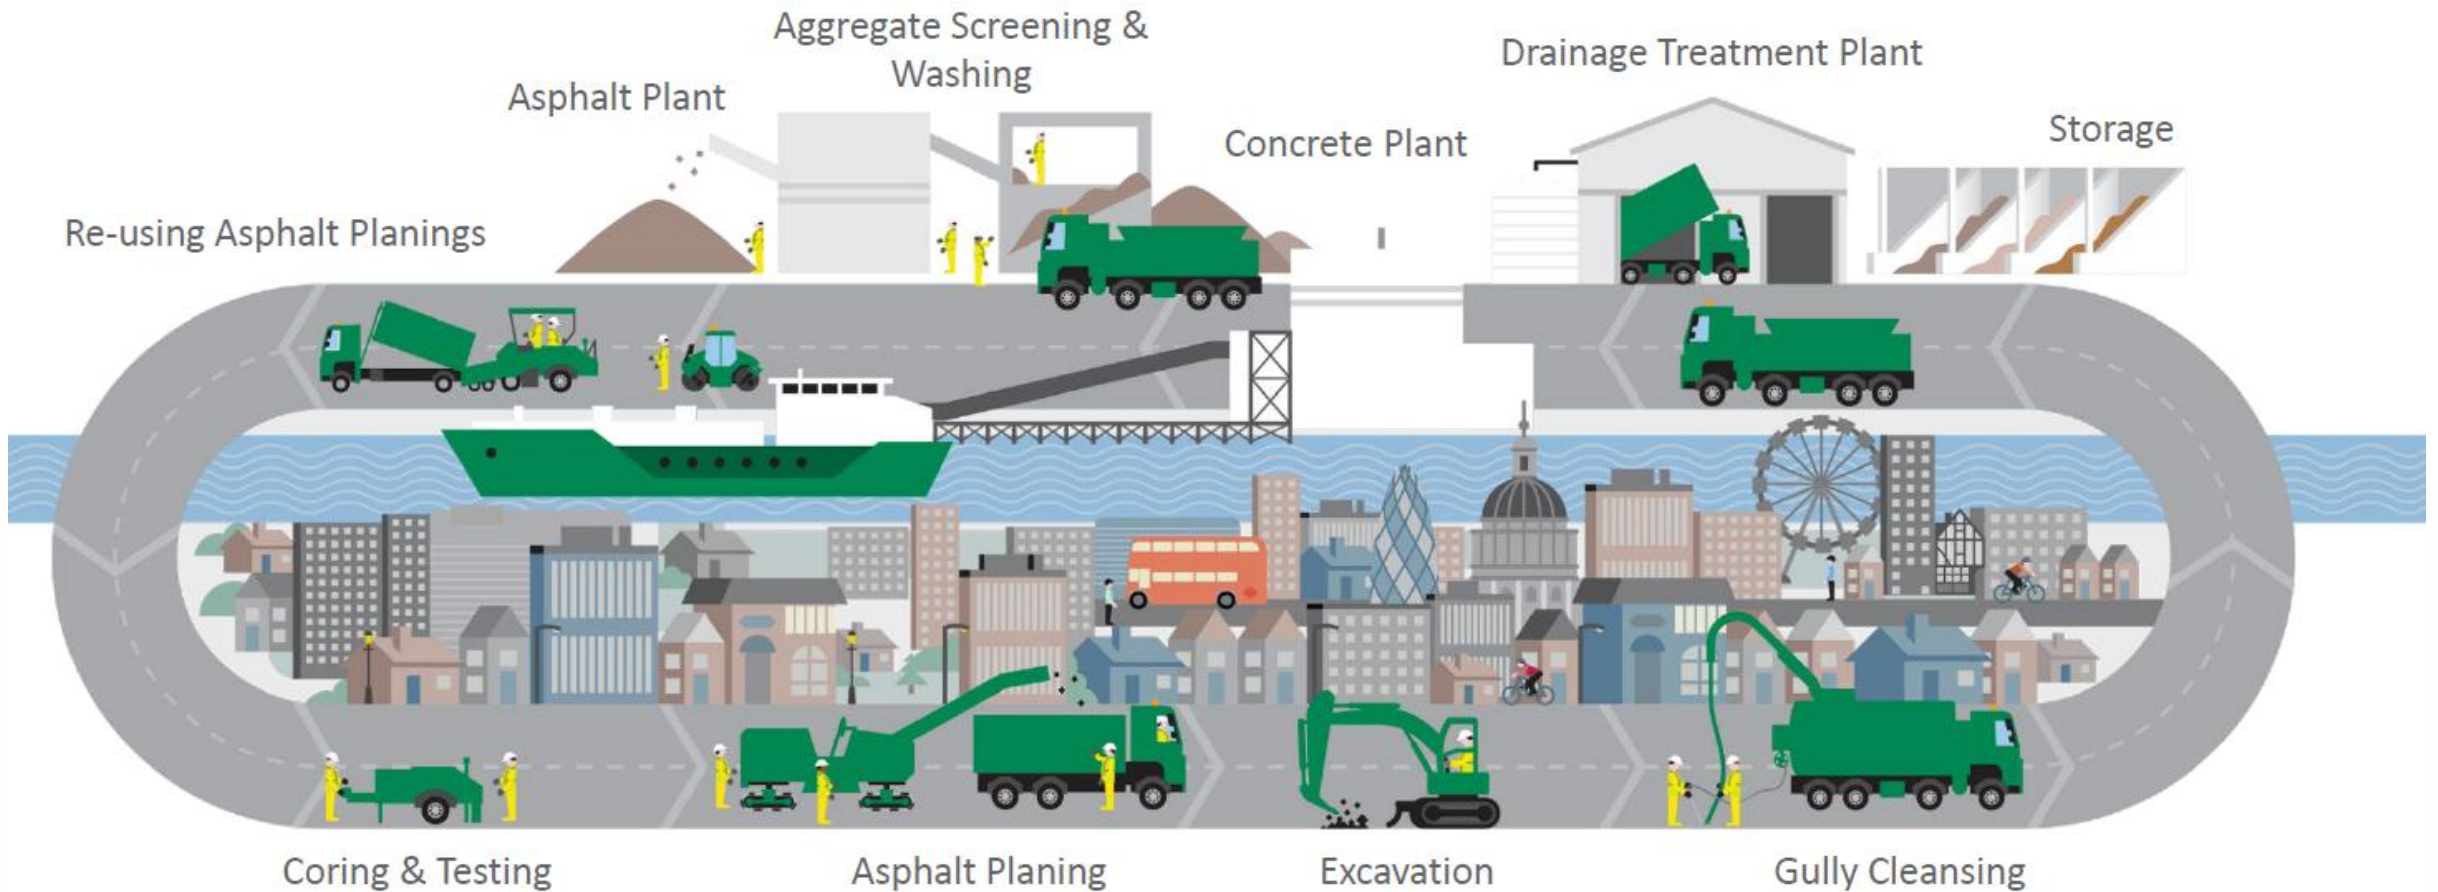 Aggregate Screening &
Washing
Drainage Treatment Plant
Asphalt Plant
Storage
Concrete Plant
Re-using Asphalt Planings
Coring & Testing
Asphalt Planing
Excavation
Gully Cleansing